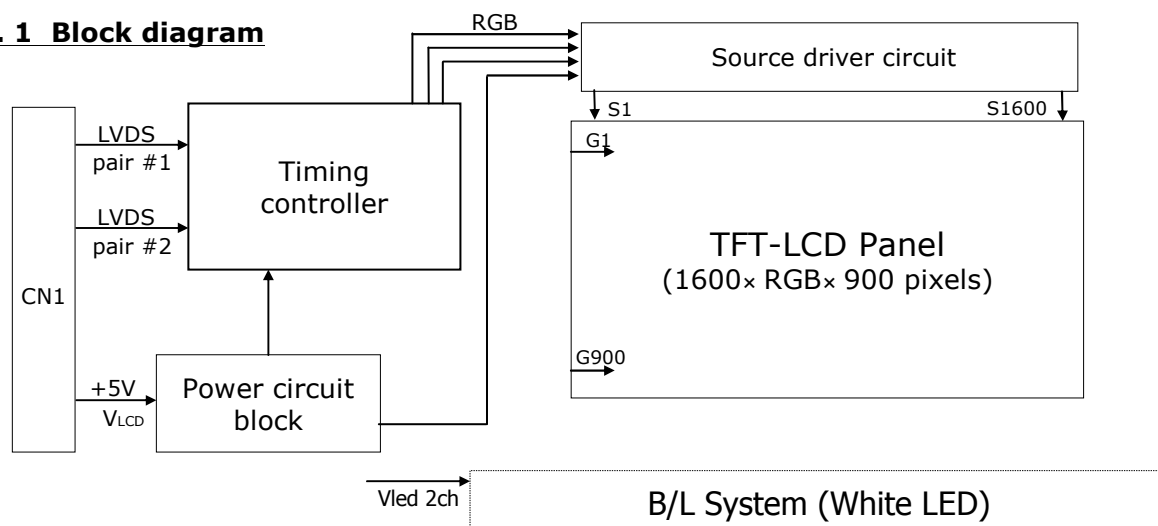 . 1 Block diagram
RGB
Source driver circuit
S1
S1600
CN1
LVDS
pair #1
LVDS
pair #2
Timing
controller
G1
TFT-LCD Panel
(1600× RGB× 900 pixels)
G900
+5V
VLCD
Power circuit
block
Vled 2ch
B/L System (White LED)